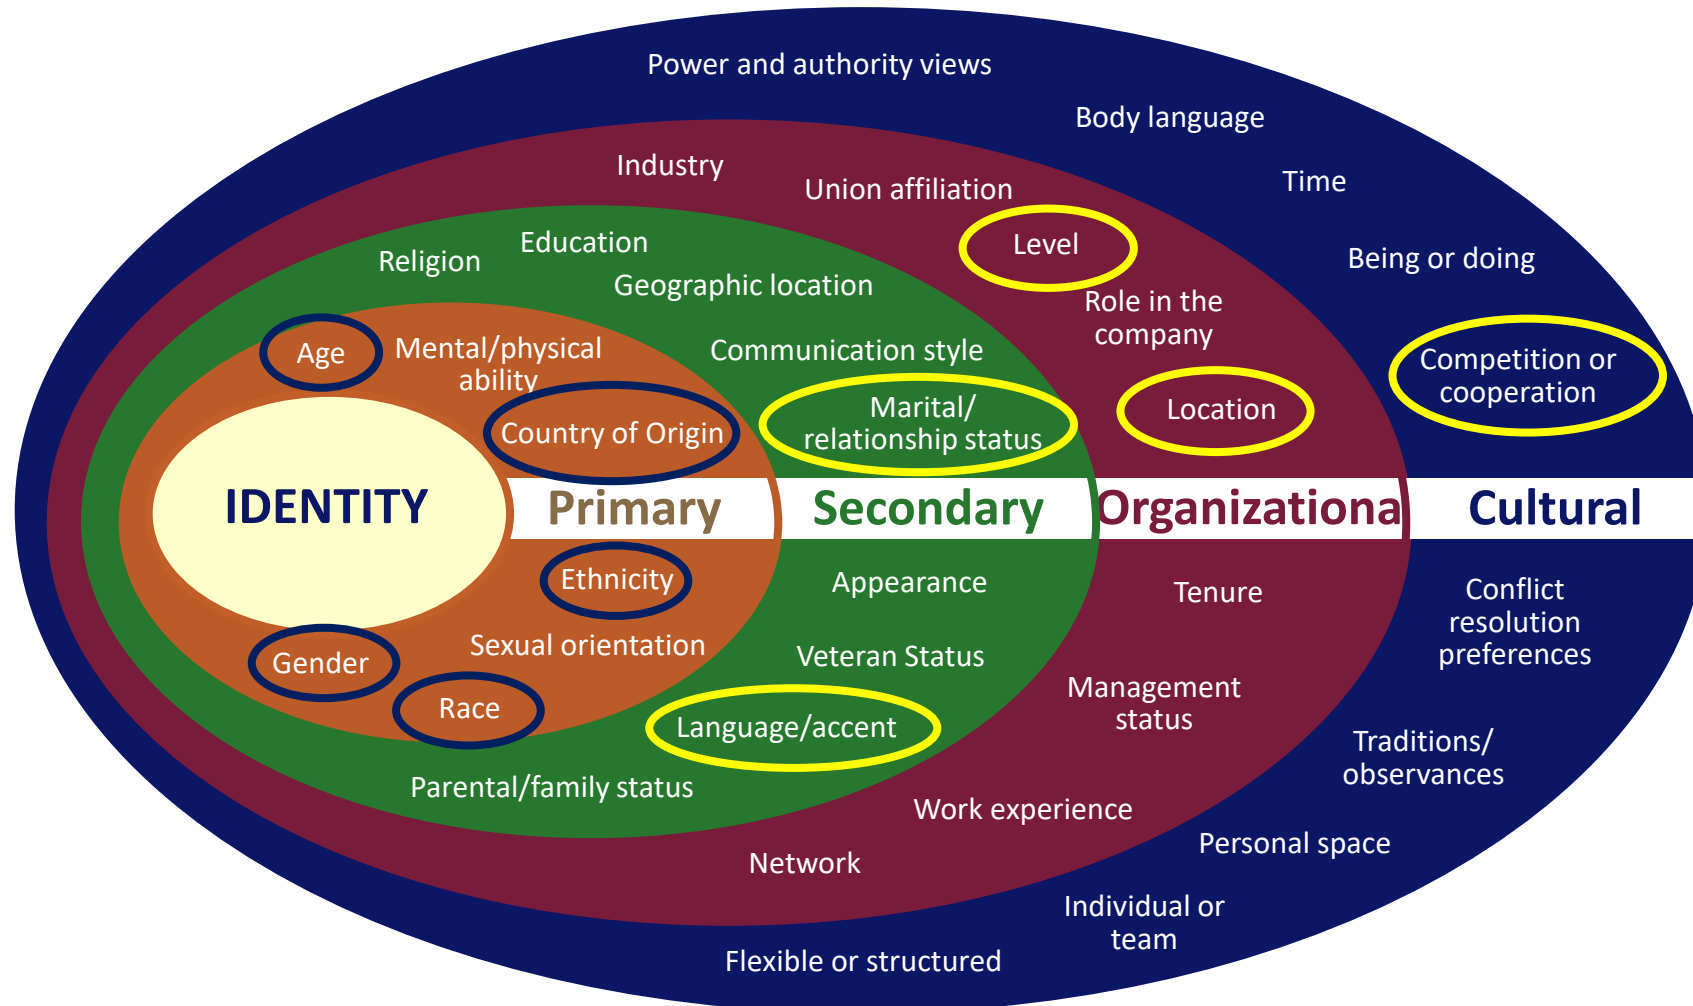 Power and authority views
Body language
Industry
Time
Union affiliation
Education
Level
Religion
Being or doing
Geographic location
Role in the
company
Age
Mental/physical
ability
Communication style
Competition or
cooperation
Marital/
relationship status
Location
Country of Origin
IDENTITY
Primary
Secondary
Organizational
Cultural
Ethnicity
Appearance
Tenure
Conflict
resolution
preferences
Sexual orientation
Veteran Status
Gender
Management
status
Race
Language/accent
Traditions/
observances
Parental/family status
Work experience
Personal space
Network
Individual or
team
Flexible or structured